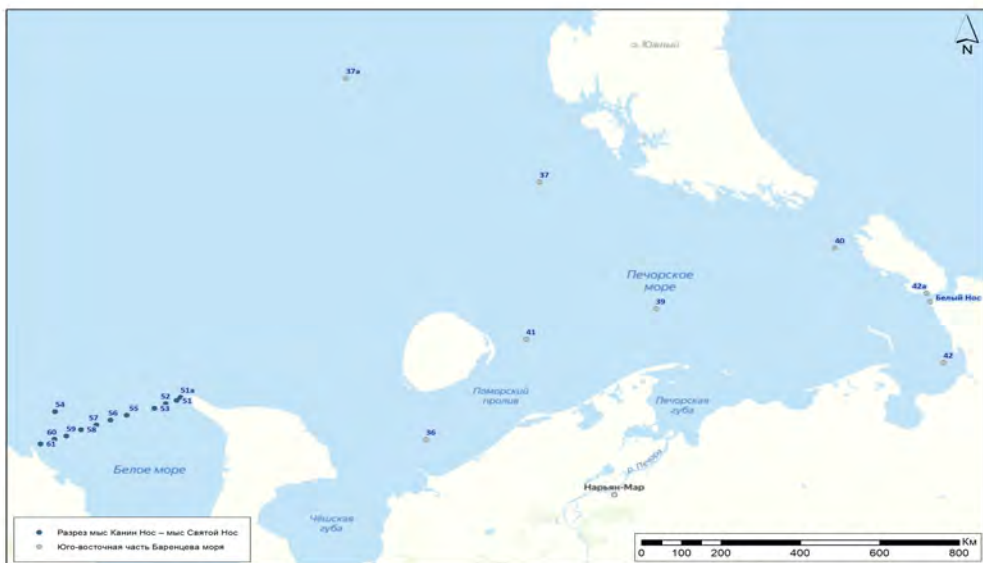 о. Южный
N
37а
37
40
Печорское
море
42а
Белый Нос
39
41
42
51а
52
51
54
53
55
56
57
58
59
60
61
Поморский
пролив
Печорская
губа
36
Белое море
р. Печора
Нарьян-Мар
Чёшская
губа
Разрез мыс Канин Нос – мыс Святой Нос
Юго-восточная часть Баренцева моря
Км
0 100 200 400 600 800